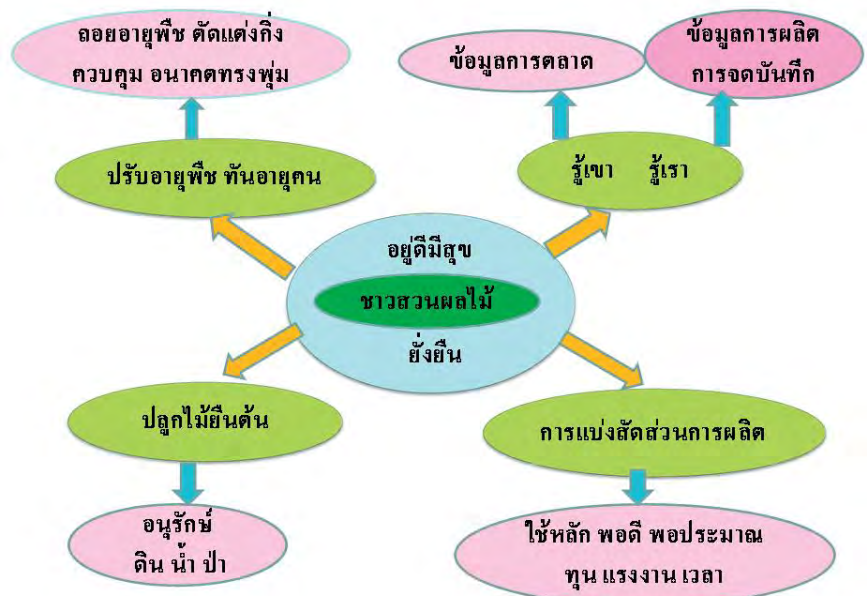 ถอยอายุพืช ตัดแต่งกิ่ง
ควบคุม อนาคตทรงพุ่ม
ข้อมูลการตลาด
ข้อมูลการผลิต
การจดบันทึก
ปรับอายุพืช ทันอายุคน
รู้เขา รู้เรา
อยู่ดีมีสุข
ชาวสวนผลไม้
ยั่งยืน
ปลูกไม้ยืนต้น
การแบ่งสัดส่วนการผลิต
อนุรักษ์
ดิน น้ำ ป่า
ใช้หลัก พอดี พอประมาณ
ทุน แรงงาน เวลา